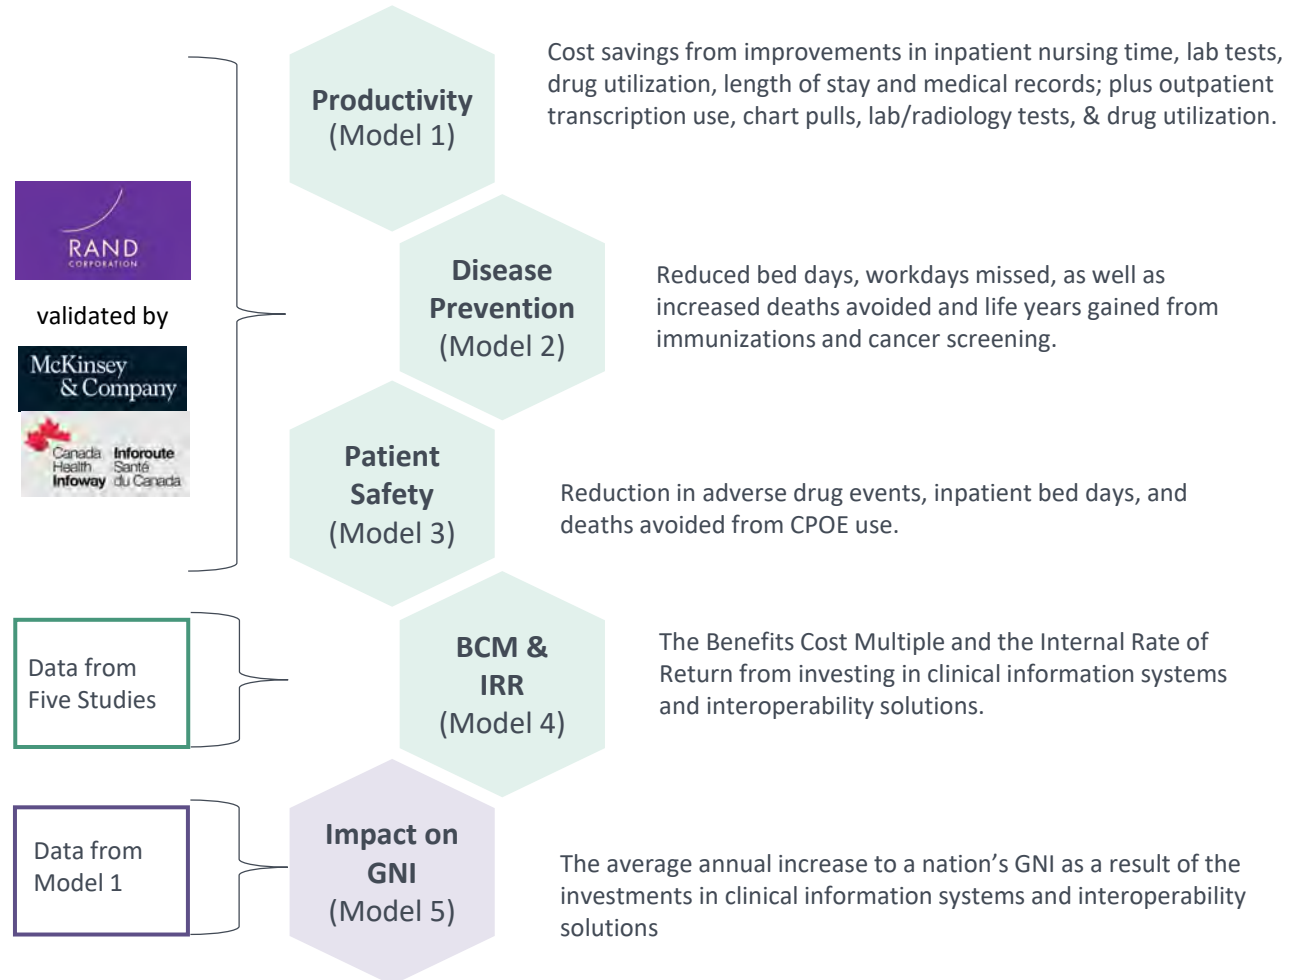 Productivity
(Model 1)
Cost savings from improvements in inpatient nursing time, lab tests,
drug utilization, length of stay and medical records; plus outpatient
transcription use, chart pulls, lab/radiology tests, & drug utilization.
RAND
CORPORATION
validated by
McKinsey
& Company
Canada Inforoute
Health Santé
Infoway du Canada
Disease
Prevention
(Model 2)
Reduced bed days, workdays missed, as well as
increased deaths avoided and life years gained from
immunizations and cancer screening.
Patient
Safety
(Model 3)
Reduction in adverse drug events, inpatient bed days, and
deaths avoided from CPOE use.
Data from
Five Studies
BCM &
IRR
(Model 4)
The Benefits Cost Multiple and the Internal Rate of
Return from investing in clinical information systems
and interoperability solutions.
Data from
Model 1
Impact on
GNI
(Model 5)
The average annual increase to a nation’s GNI as a result of the
investments in clinical information systems and interoperability
solutions